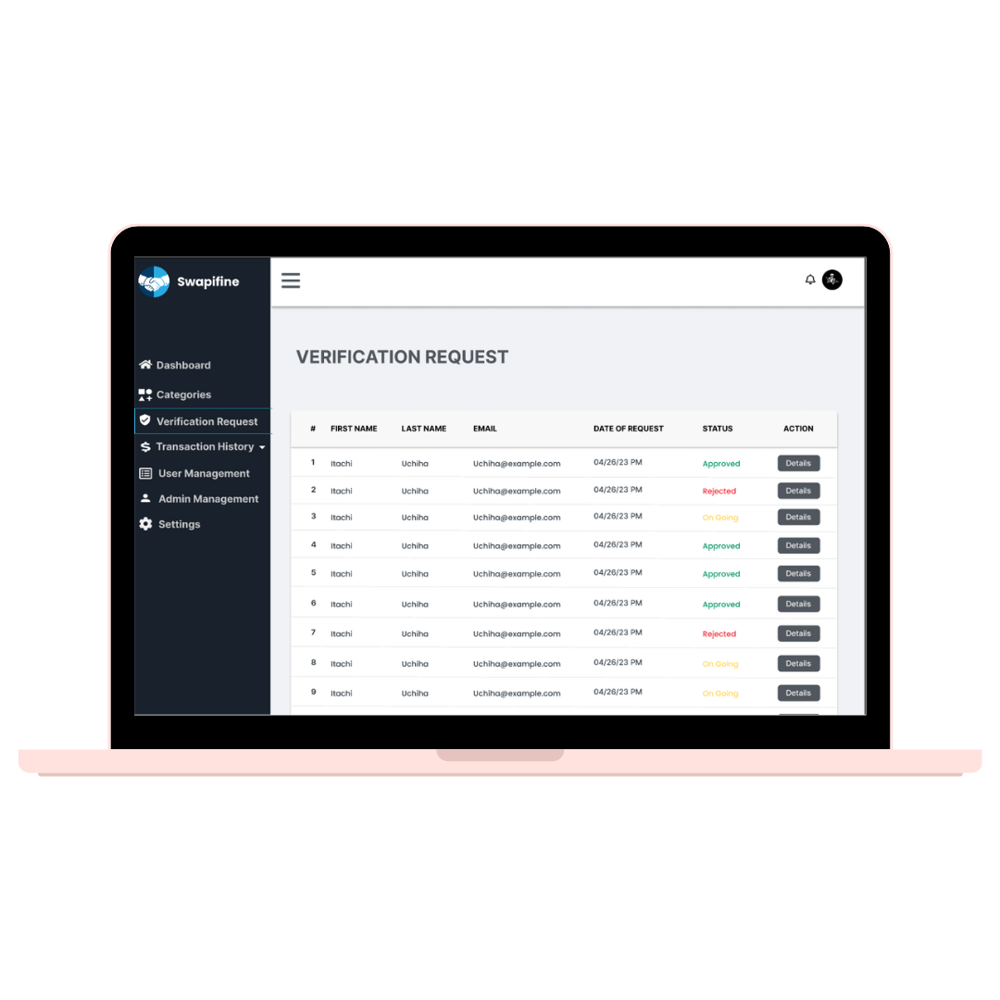 Swapifine
Dashboard
Categories
Verification Request
Transaction History
User Management
Admin Management
Settings
VERIFICATION REQUEST
# FIRST NAME LAST NAME EMAIL DATE OF REQUEST STATUS ACTION
1 Itachi Uchiha Uchiha@example.com 04/26/23 PM Approved Details
2 Itachi Uchiha Uchiha@example.com 04/26/23 PM Rejected Details
3 Itachi Uchiha Uchiha@example.com 04/26/23 PM On Going Details
4 Itachi Uchiha Uchiha@example.com 04/26/23 PM Approved Details
5 Itachi Uchiha Uchiha@example.com 04/26/23 PM Approved Details
6 Itachi Uchiha Uchiha@example.com 04/26/23 PM Approved Details
7 Itachi Uchiha Uchiha@example.com 04/26/23 PM Rejected Details
8 Itachi Uchiha Uchiha@example.com 04/26/23 PM On Going Details
9 Itachi Uchiha Uchiha@example.com 04/26/23 PM On Going Details